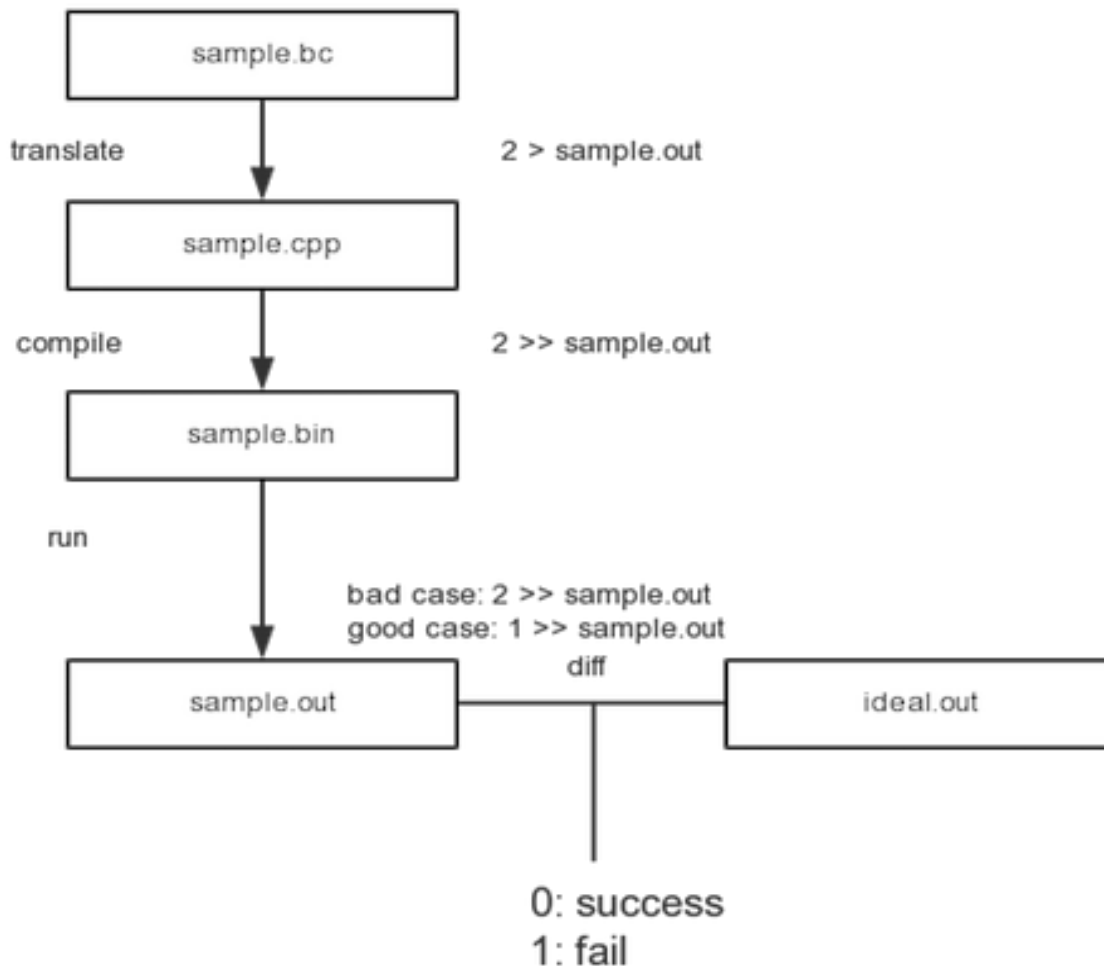 sample.bc
translate
2 > sample.out
sample.cpp
compile
2 >> sample.out
sample.bin
run
bad case: 2 >> sample.out
good case: 1 >> sample.out
diff
sample.out
ideal.out
0: success
1: fail